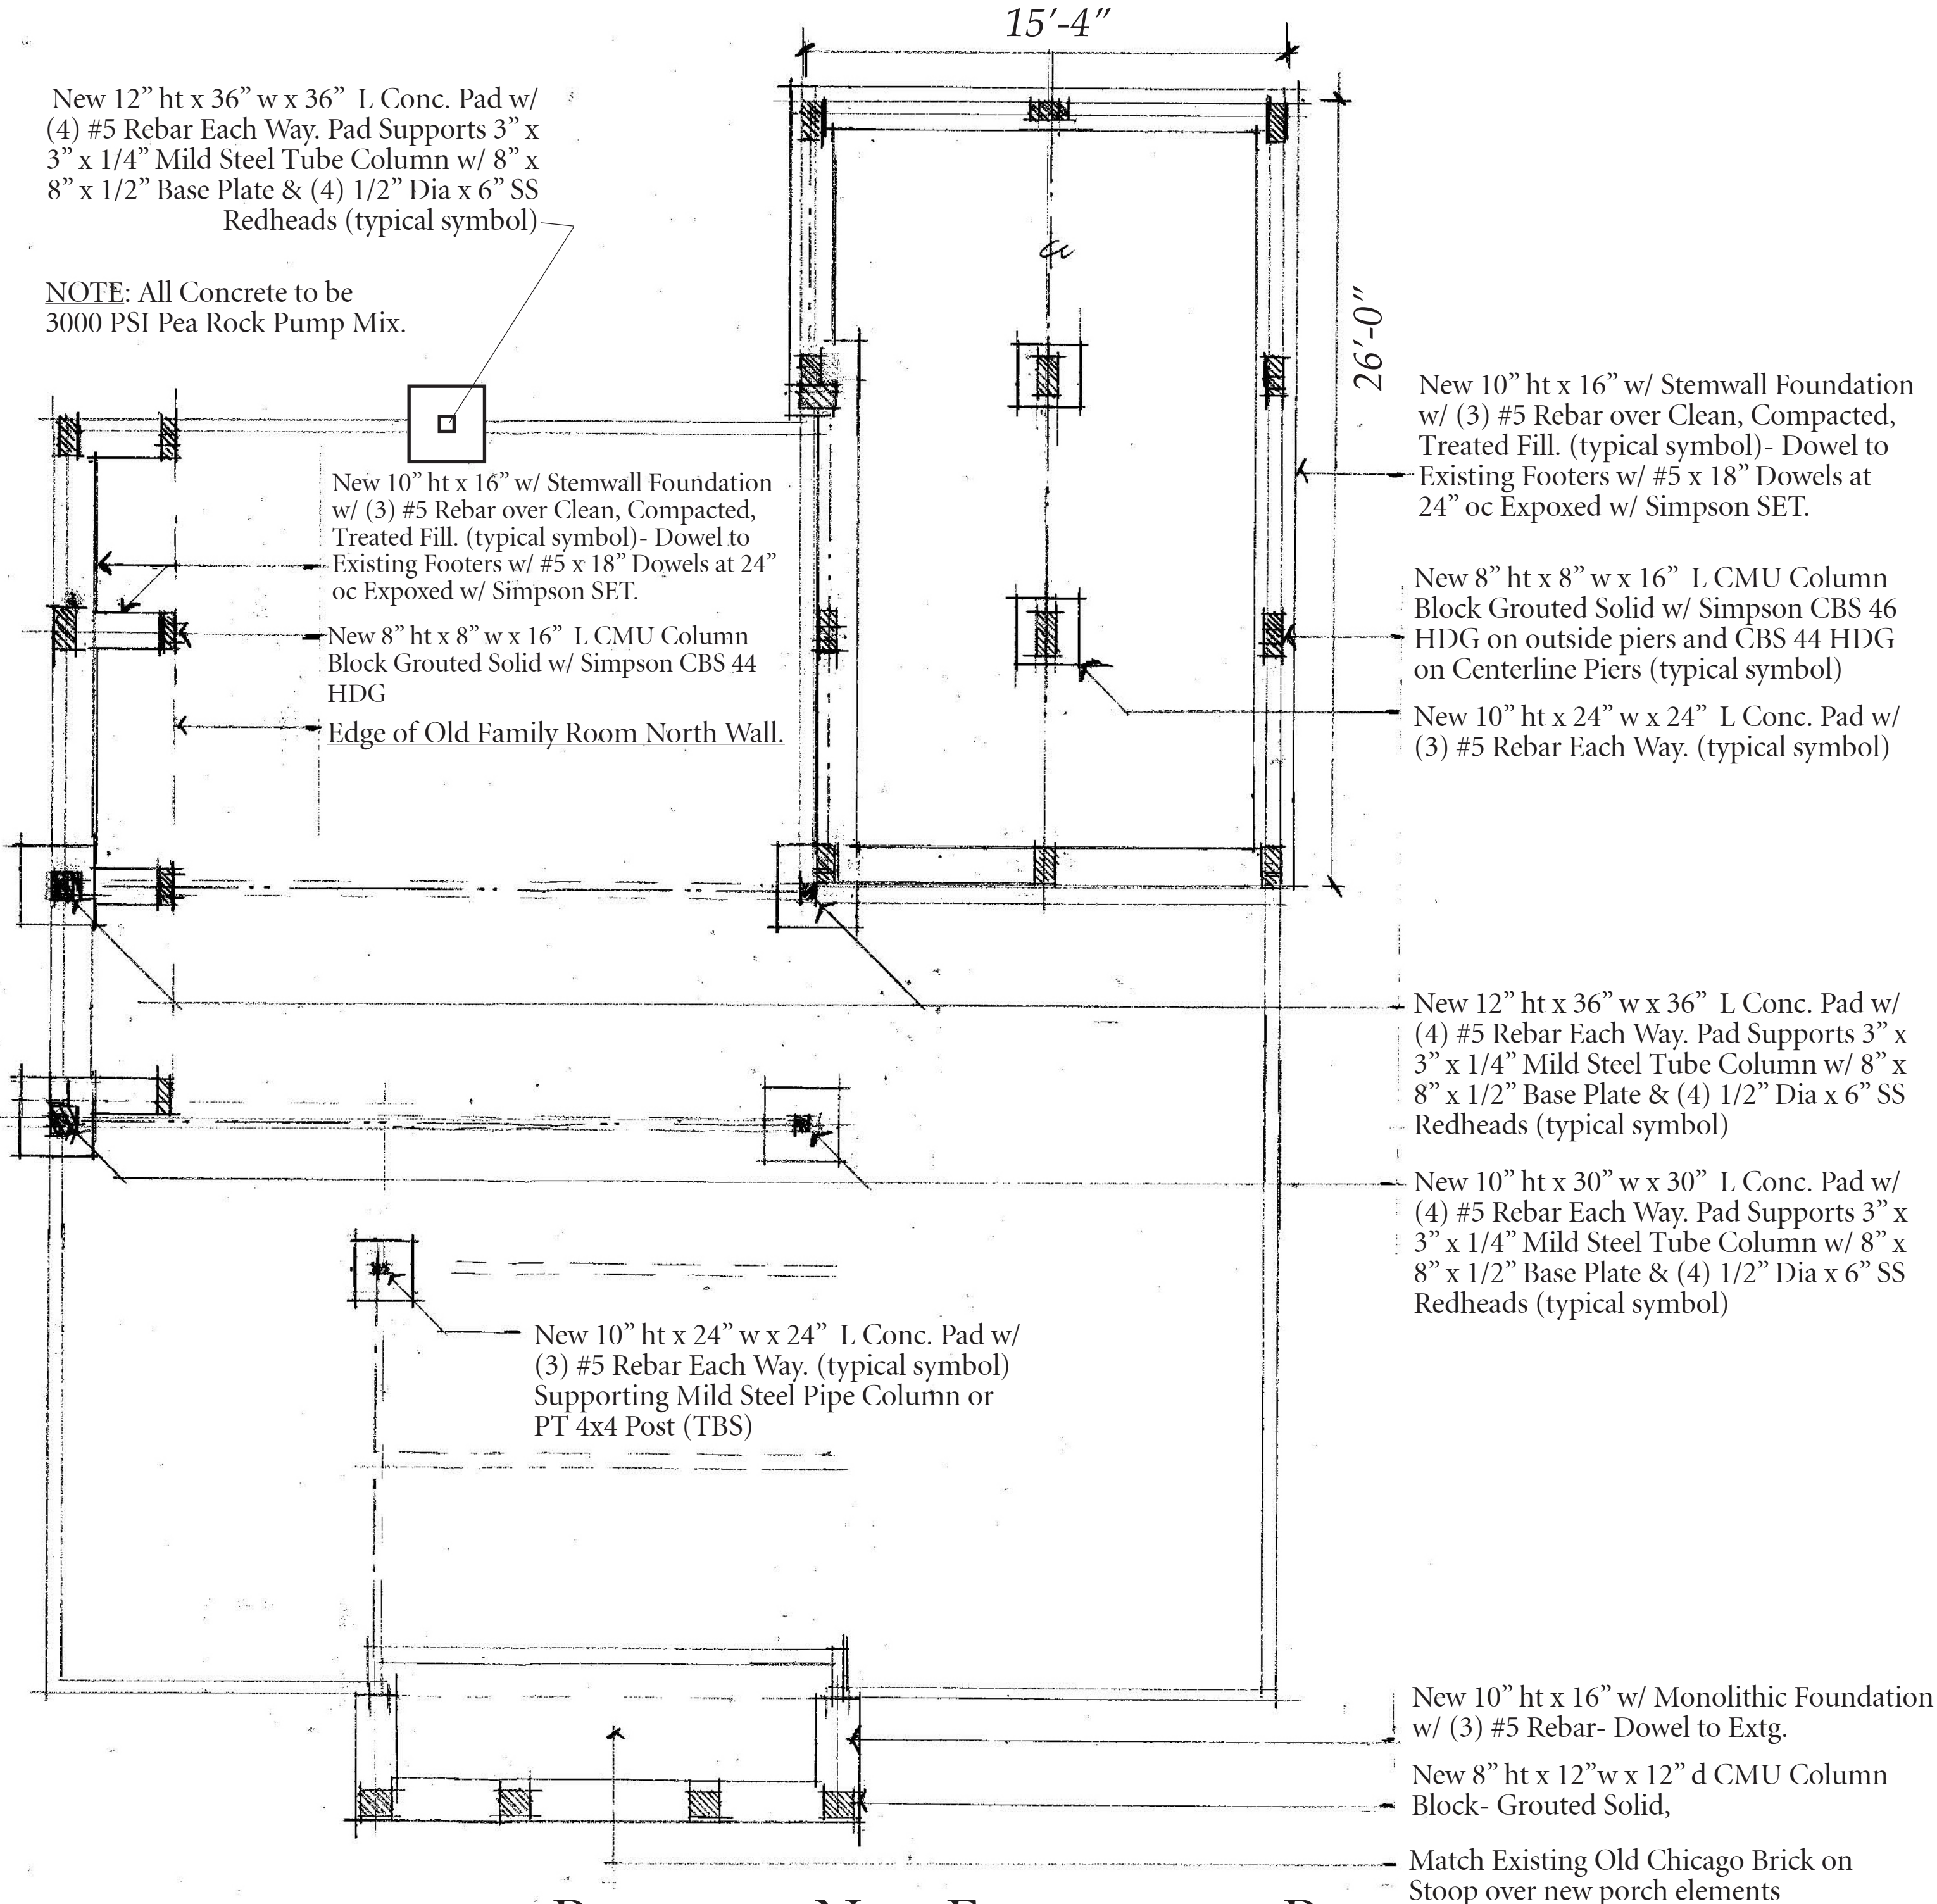 15’-4”
New 12” ht x 36” w x 36” L Conc. Pad w/
(4) #5 Rebar Each Way. Pad Supports 3” x
3” x 1/4” Mild Steel Tube Column w/ 8” x
8” x 1/2” Base Plate & (4) 1/2” Dia x 6” SS
Redheads (typical symbol)
NOTE: All Concrete to be
3000 PSI Pea Rock Pump Mix.
26’-0”
New 10” ht x 16” w/ Stemwall Foundation
w/ (3) #5 Rebar over Clean, Compacted,
Treated Fill. (typical symbol)- Dowel to
Existing Footers w/ #5 x 18” Dowels at
24” oc Expoxed w/ Simpson SET.
New 10” ht x 16” w/ Stemwall Foundation
w/ (3) #5 Rebar over Clean, Compacted,
Treated Fill. (typical symbol)- Dowel to
Existing Footers w/ #5 x 18” Dowels at 24”
oc Expoxed w/ Simpson SET.
New 8” ht x 8” w x 16” L CMU Column
Block Grouted Solid w/ Simpson CBS 44
HDG
Edge of Old Family Room North Wall.
New 8” ht x 8” w x 16” L CMU Column
Block Grouted Solid w/ Simpson CBS 46
HDG on outside piers and CBS 44 HDG
on Centerline Piers (typical symbol)
New 10” ht x 24” w x 24” L Conc. Pad w/
(3) #5 Rebar Each Way. (typical symbol)
New 12” ht x 36” w x 36” L Conc. Pad w/
(4) #5 Rebar Each Way. Pad Supports 3” x
3” x 1/4” Mild Steel Tube Column w/ 8” x
8” x 1/2” Base Plate & (4) 1/2” Dia x 6” SS
Redheads (typical symbol)
New 10” ht x 30” w x 30” L Conc. Pad w/
(4) #5 Rebar Each Way. Pad Supports 3” x
3” x 1/4” Mild Steel Tube Column w/ 8” x
8” x 1/2” Base Plate & (4) 1/2” Dia x 6” SS
Redheads (typical symbol)
New 10” ht x 24” w x 24” L Conc. Pad w/
(3) #5 Rebar Each Way. (typical symbol)
Supporting Mild Steel Pipe Column or
PT 4x4 Post (TBS)
New 10” ht x 16” w/ Monolithic Foundation
w/ (3) #5 Rebar- Dowel to Extg.
New 8” ht x 12”w x 12” d CMU Column
Block- Grouted Solid,
Match Existing Old Chicago Brick on
Stoop over new porch elements